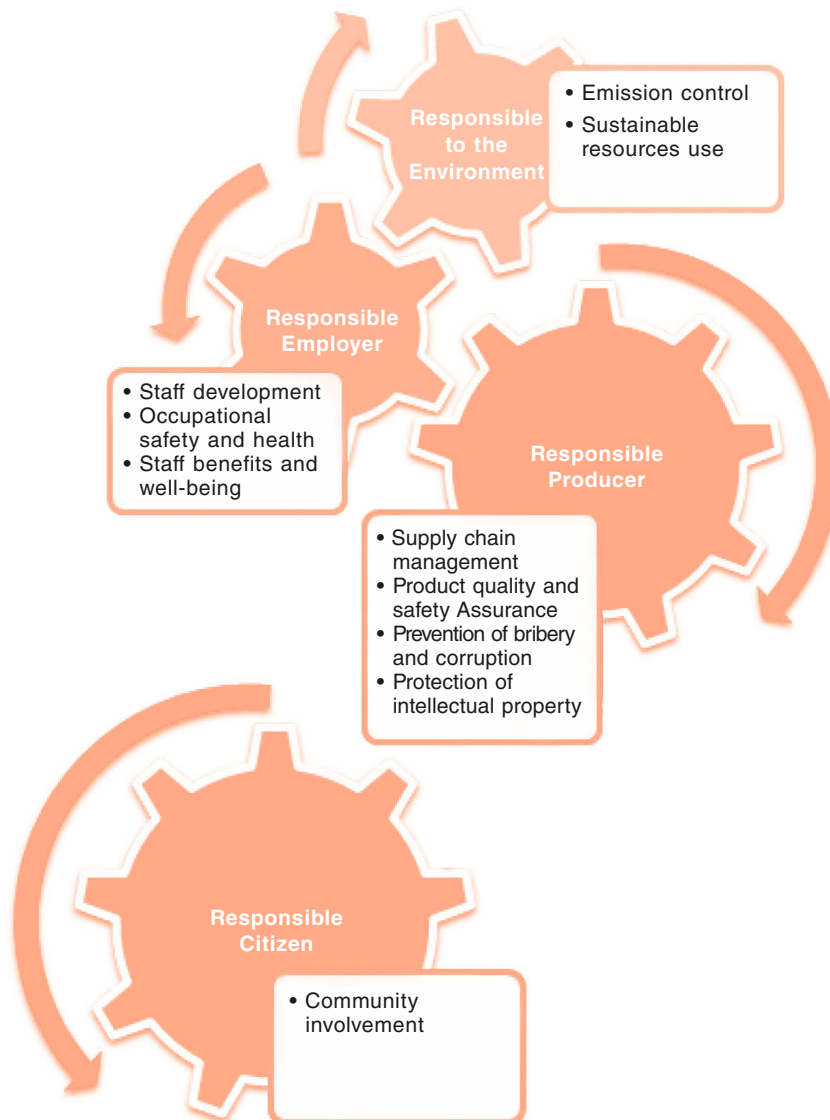 Responsible
to the
Environment
• Emission control
• Sustainable
resources use
Responsible
Employer
• Staff development
• Occupational
safety and health
• Staff benefits and
well-being
Responsible
Producer
• Supply chain
management
• Product quality and
safety Assurance
• Prevention of bribery
and corruption
• Protection of
intellectual property
Responsible
Citizen
• Community
involvement